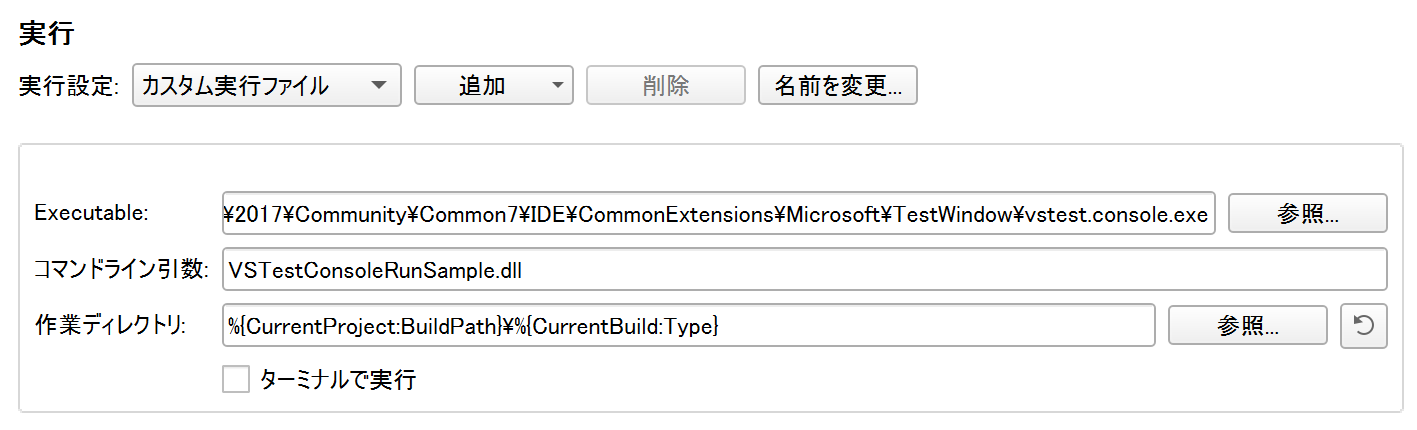 実行
実行設定: カスタム実行ファイル 追加 削除 名前を変更...
Executable: ¥2017¥Community¥Common7¥IDE¥CommonExtensions¥Microsoft¥TestWindow¥vstest.console.exe 参照...
コマンドライン引数: VSTestConsoleRunSample.dll
作業ディレクトリ: %{CurrentProject:BuildPath}¥%{CurrentBuild:Type} 参照...
ターミナルで実行